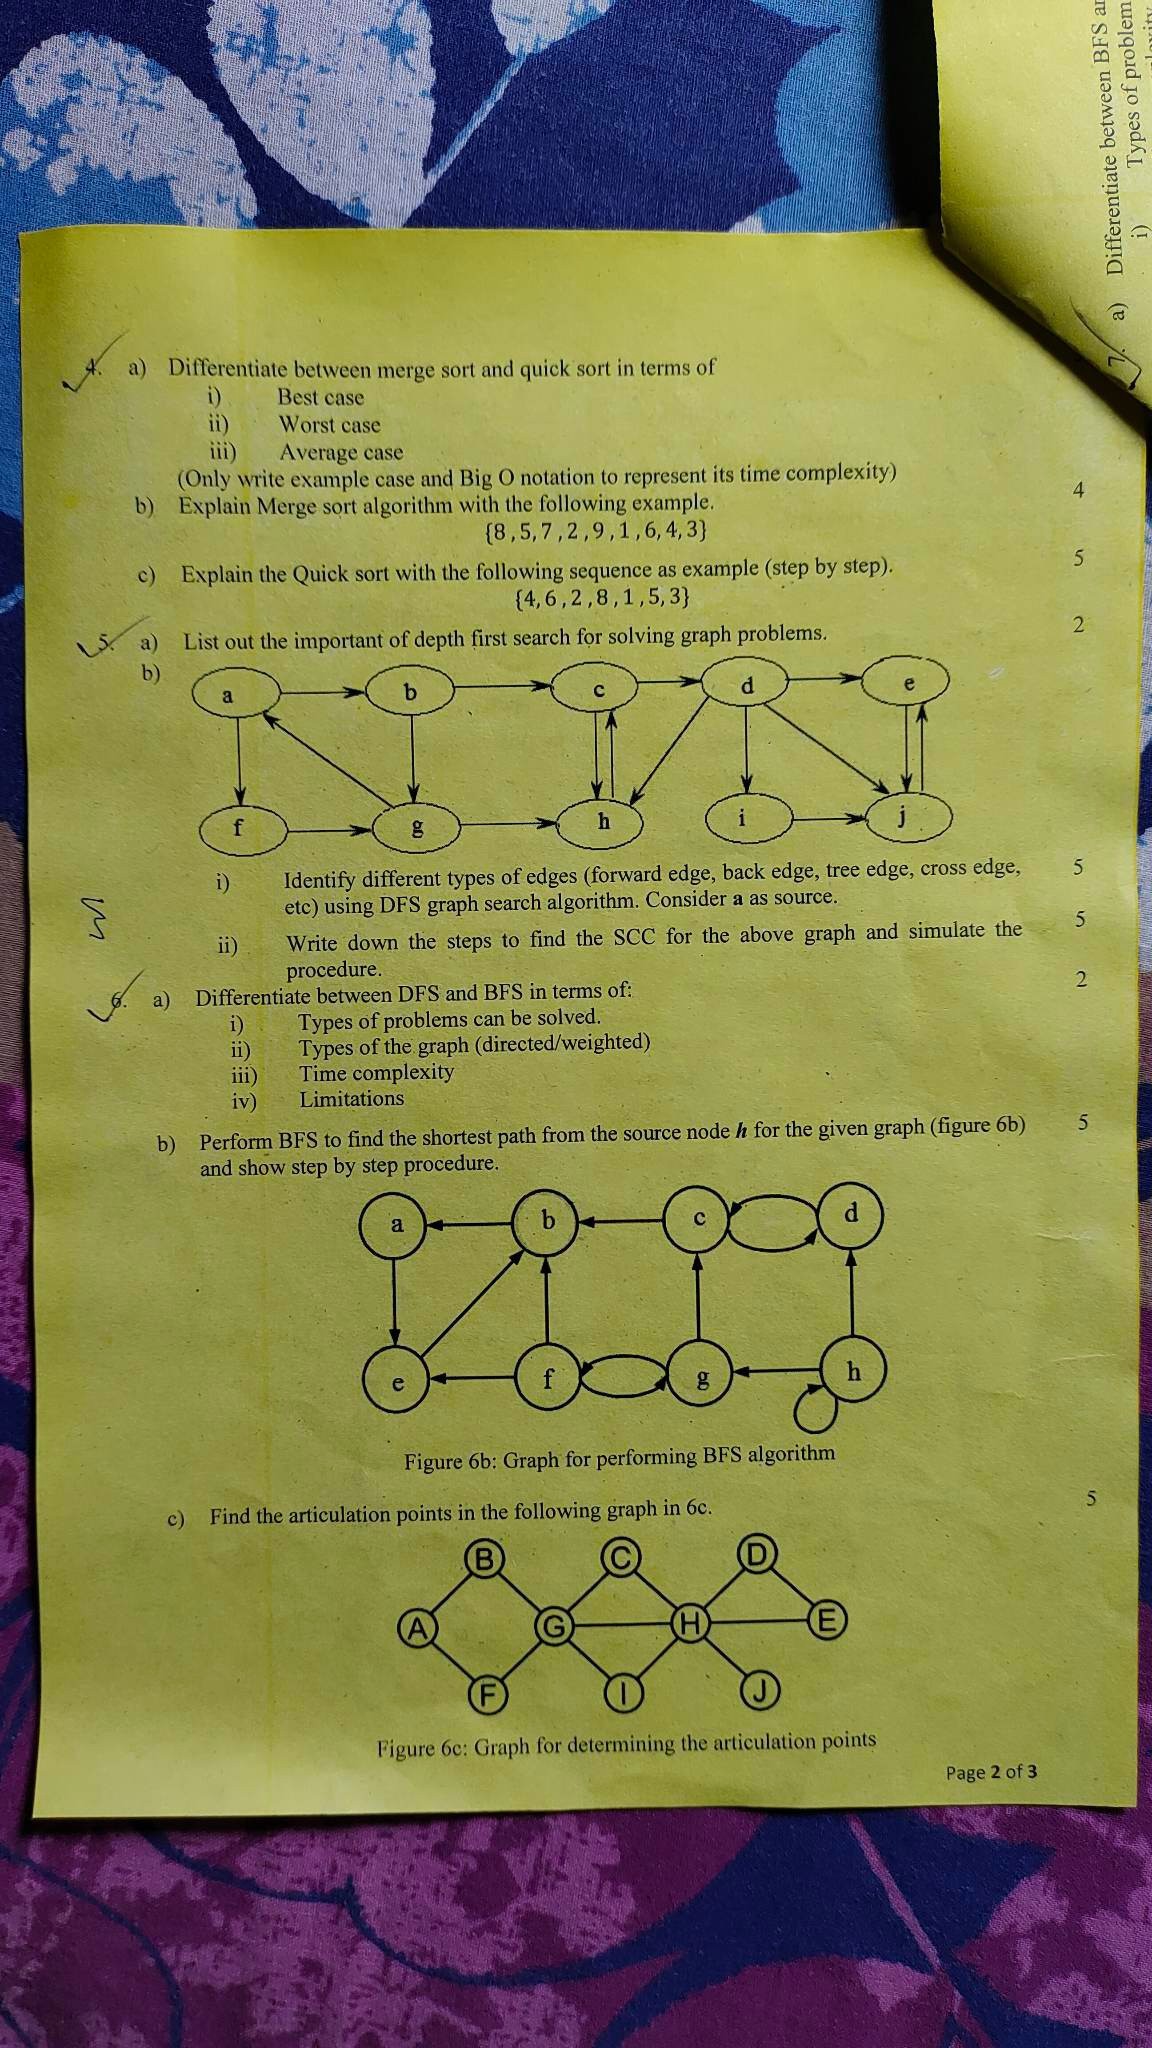 4. a) Differentiate between merge sort and quick sort in terms of
i) Best case
ii) Worst case
iii) Average case
(Only write example case and Big O notation to represent its time complexity) 4
b) Explain Merge sort algorithm with the following example.
{8,5,7,2,9,1,6,4,3}
5
c) Explain the Quick sort with the following sequence as example (step by step).
{4,6,2,8,1,5,3}
5. a) List out the important of depth first search for solving graph problems. 2
b)
a b c d e
f g h i j
i) Identify different types of edges (forward edge, back edge, tree edge, cross edge, 5
etc) using DFS graph search algorithm. Consider a as source.
ii) Write down the steps to find the SCC for the above graph and simulate the 5
procedure.
6. a) Differentiate between DFS and BFS in terms of: 2
i) Types of problems can be solved.
ii) Types of the graph (directed/weighted)
iii) Time complexity
iv) Limitations
b) Perform BFS to find the shortest path from the source node h for the given graph (figure 6b) 5
and show step by step procedure.
a b c d
e f g h
Figure 6b: Graph for performing BFS algorithm
c) Find the articulation points in the following graph in 6c. 5
B C D
A G H E
F I J
Figure 6c: Graph for determining the articulation points
Page 2 of 3
7. a) Differentiate between BFS
i) Types of problem